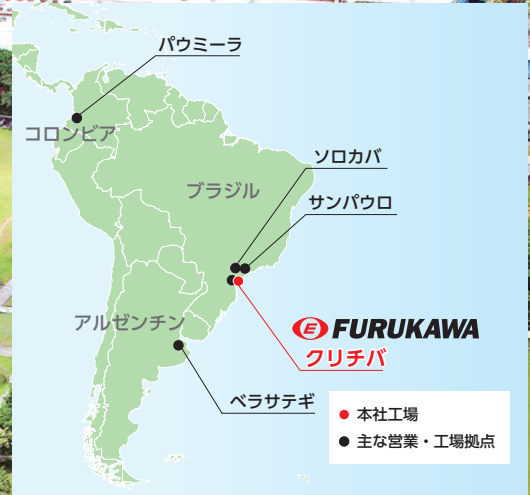 パウミーラ
コロンビア
ソロカバ
ブラジル
サンパウロ
アルゼンチン
E FURUKAWA
クリチバ
ベラサテギ
本社工場
主な営業・工場拠点